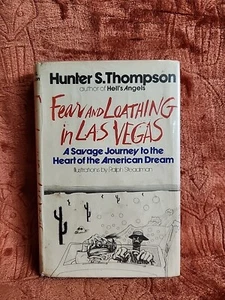 Hunter S. Thompson
author of Hell's Angels
Fear AND LOATHING
in LAS VEGAS
A Savage Journey to the
Heart of the American Dream
Illustrations by Ralph Steadman